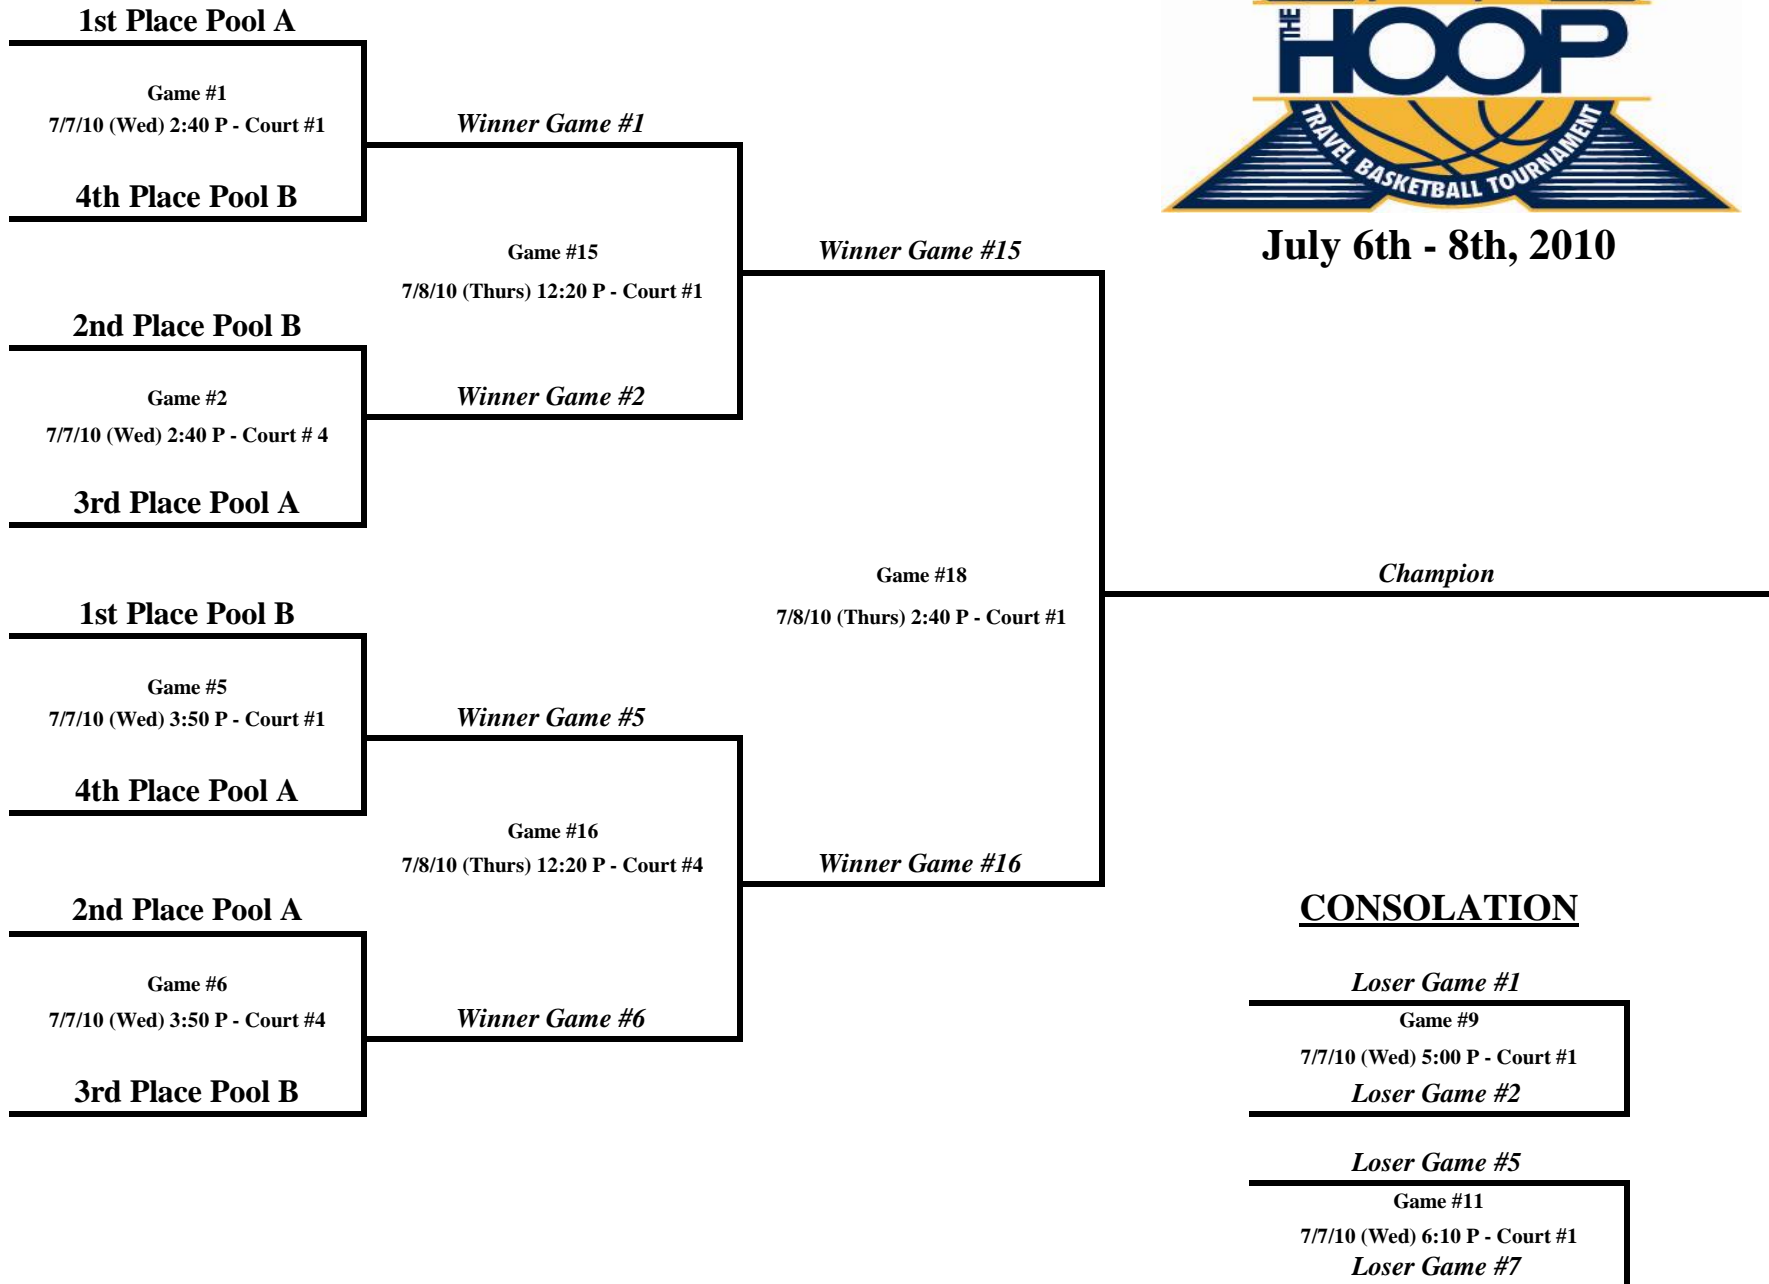 1st Place Pool A
Game #1
7/7/10 (Wed) 2:40 P - Court #1
4th Place Pool B
2nd Place Pool B
Game #2
7/7/10 (Wed) 2:40 P - Court # 4
3rd Place Pool A
1st Place Pool B
Game #5
7/7/10 (Wed) 3:50 P - Court #1
4th Place Pool A
2nd Place Pool A
Game #6
7/7/10 (Wed) 3:50 P - Court #4
3rd Place Pool B
Winner Game #1
Game #15
7/8/10 (Thurs) 12:20 P - Court #1
Winner Game #2
Winner Game #5
Game #16
7/8/10 (Thurs) 12:20 P - Court #4
Winner Game #6
Winner Game #15
Game #18
7/8/10 (Thurs) 2:40 P - Court #1
Winner Game #16
THE
HOOP
TRAVEL BASKETBALL TOURNAMENT
July 6th - 8th, 2010
Champion
CONSOLATION
Loser Game #1
Game #9
7/7/10 (Wed) 5:00 P - Court #1
Loser Game #2
Loser Game #5
Game #11
7/7/10 (Wed) 6:10 P - Court #1
Loser Game #7